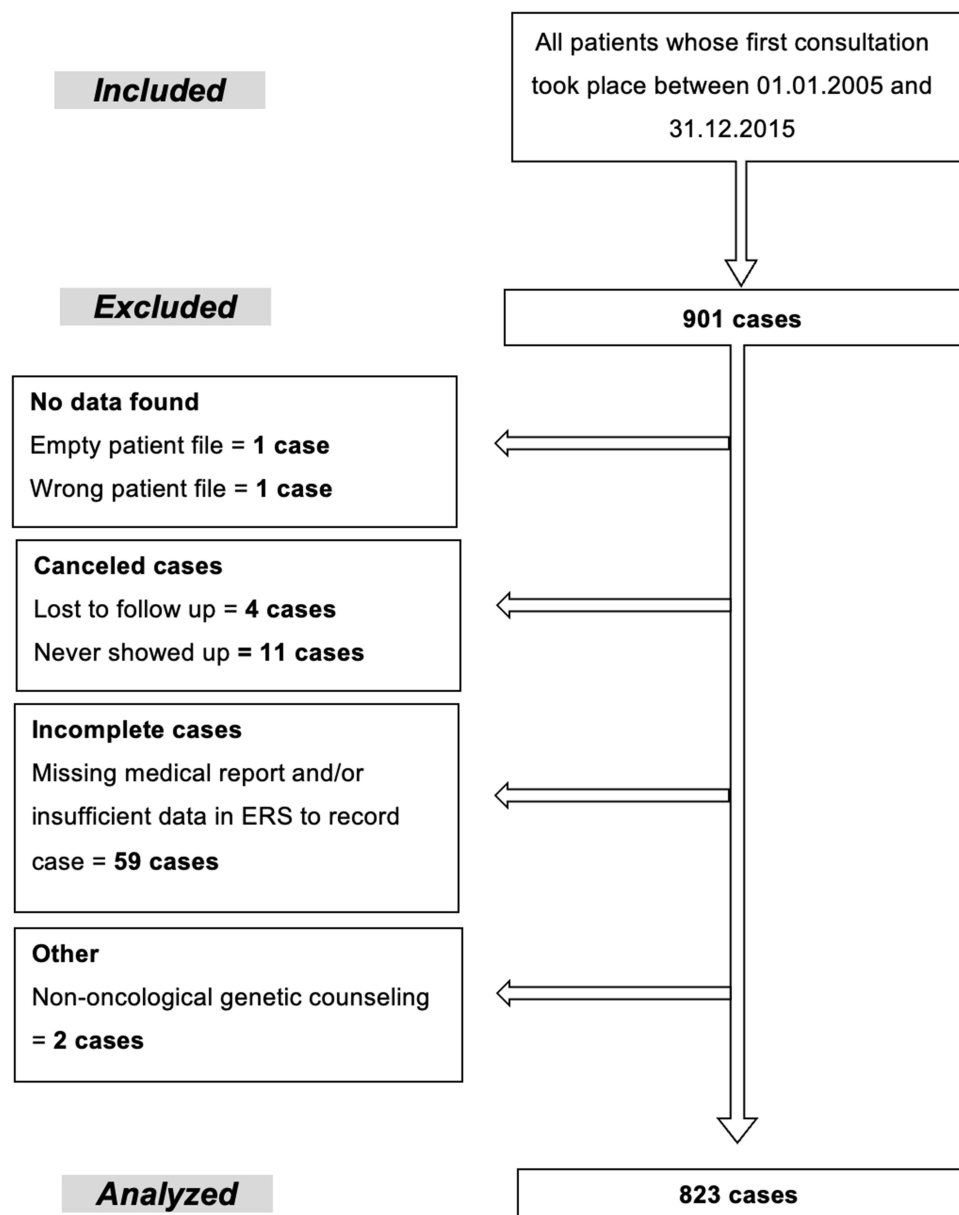 Included
All patients whose first consultation
took place between 01.01.2005 and
31.12.2015
Excluded
901 cases
No data found
Empty patient file = 1 case
Wrong patient file = 1 case
Canceled cases
Lost to follow up = 4 cases
Never showed up = 11 cases
Incomplete cases
Missing medical report and/or
insufficient data in ERS to record
case = 59 cases
Other
Non-oncological genetic counseling
= 2 cases
Analyzed
823 cases